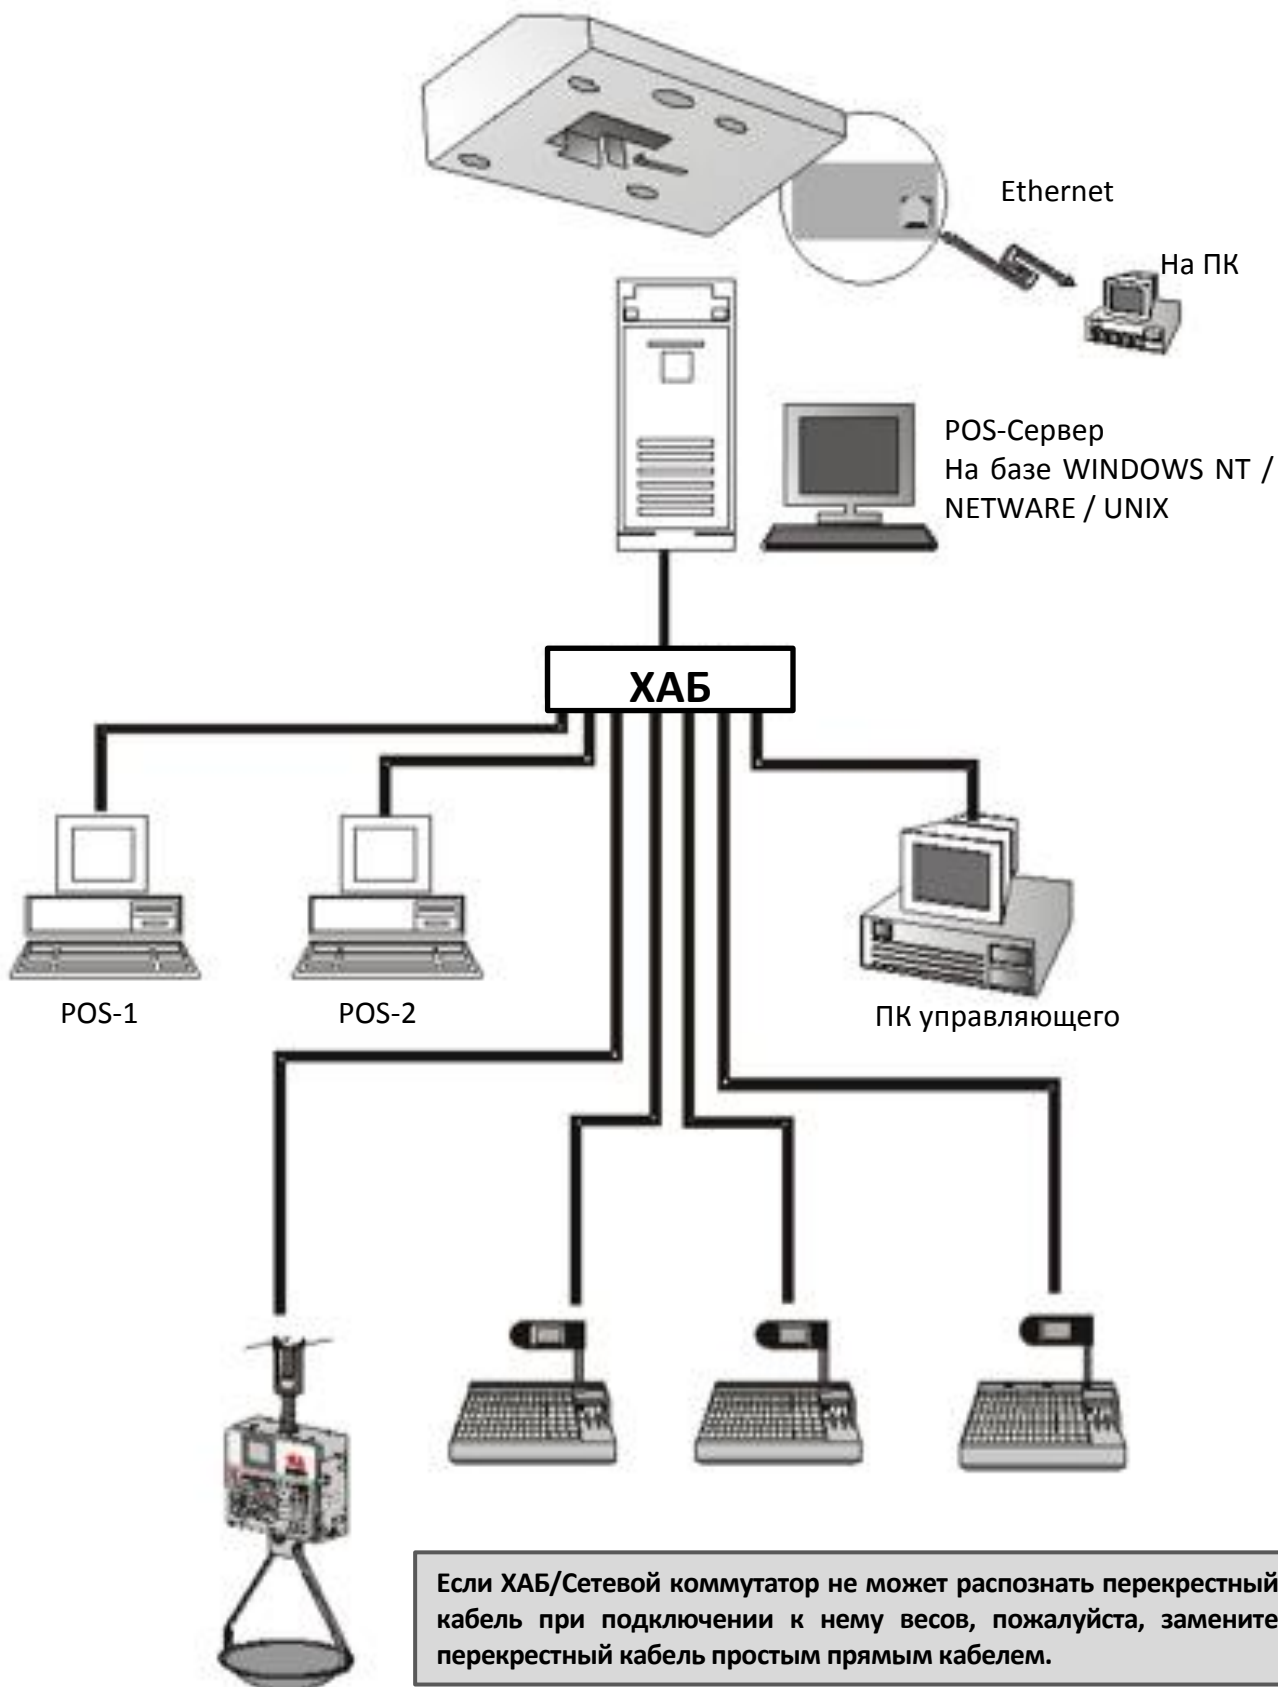 Ethernet
На ПК
POS-Сервер
На базе WINDOWS NT /
NETWARE / UNIX
ХАБ
POS-1
POS-2
ПК управляющего
Если ХАБ/Сетевой коммутатор не может распознать перекрестный
кабель при подключении к нему весов, пожалуйста, замените
перекрестный кабель простым прямым кабелем.